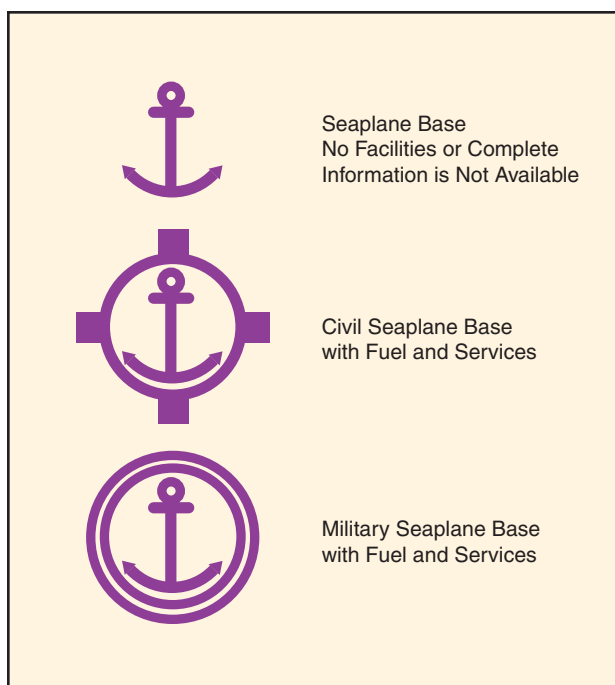 Seaplane Base
No Facilities or Complete
Information is Not Available
Civil Seaplane Base
with Fuel and Services
Military Seaplane Base
with Fuel and Services